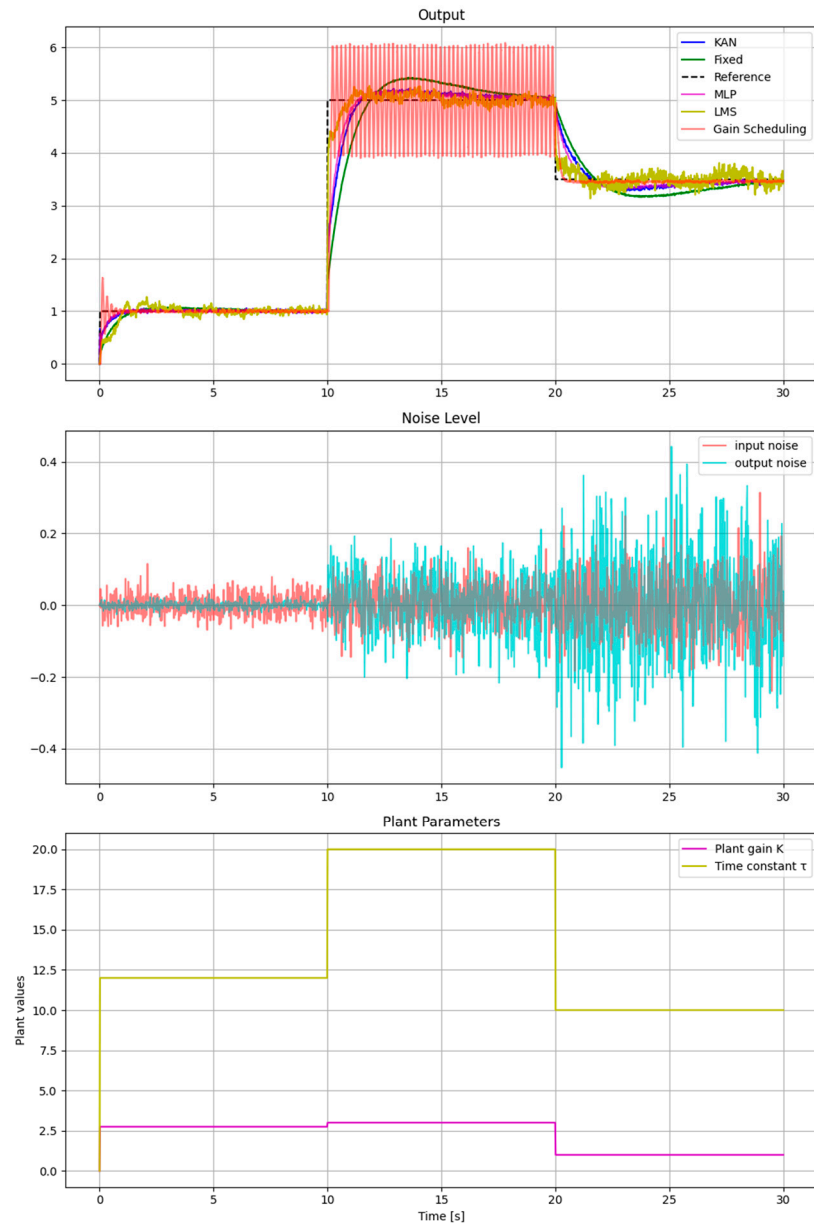 Output
6
5
4
3
2
1
0
KAN
Fixed
Reference
MLP
LMS
Gain Scheduling
0
5
10
15
20
25
30
Noise Level
0.4
0.2
0.0
−0.2
−0.4
input noise
output noise
0
5
10
15
20
25
30
Plant Parameters
20.0
17.5
15.0
12.5
10.0
7.5
5.0
2.5
0.0
Plant values
Plant gain K
Time constant τ
0
5
10
15
20
25
30
Time [s]